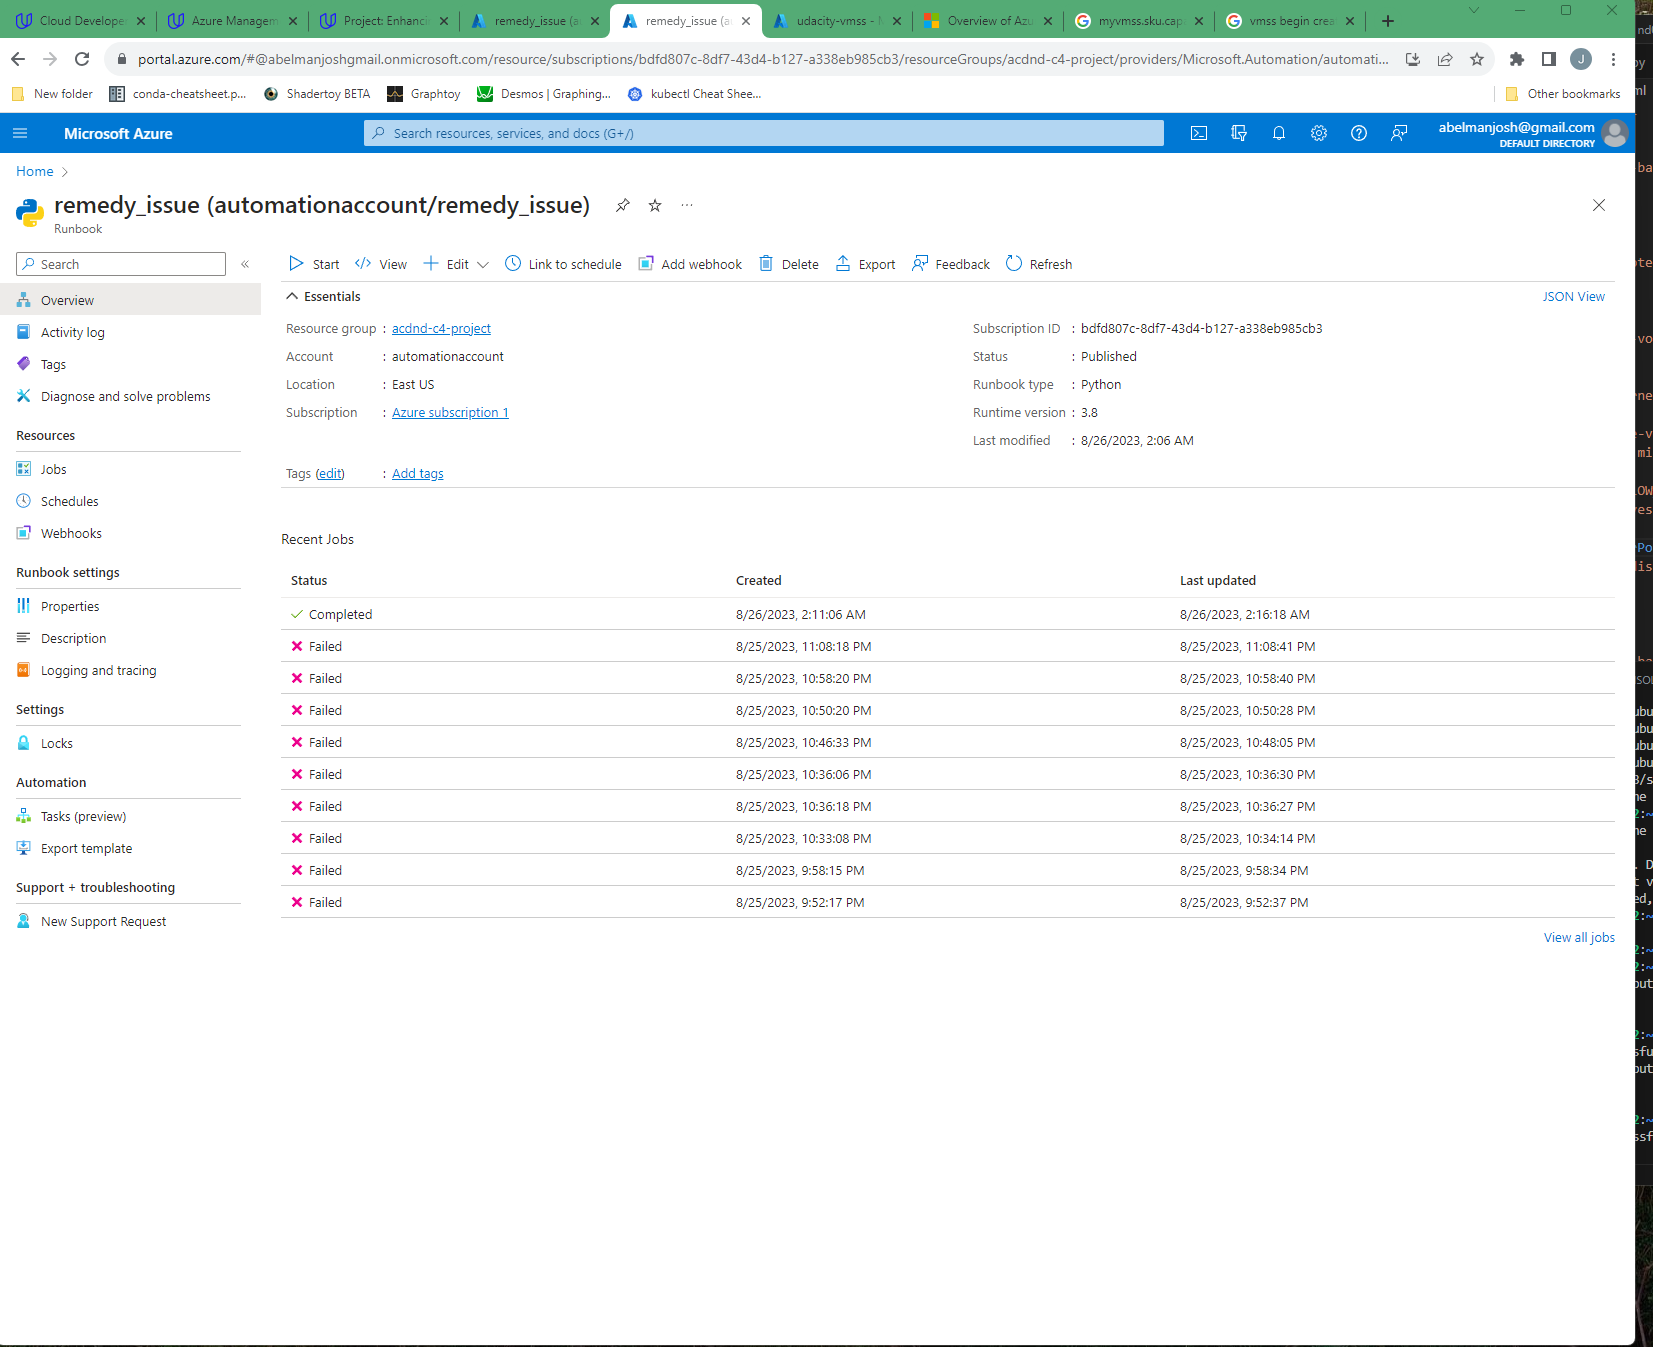 Cloud Develope
Azure Managem
Project: Enhanci
remedy_issue (a
remedy_issue (a
udacity-vmss - M
Overview of Azu
myvmss.sku.cap
vmss begin crea
portal.azure.com/#@abelmanjoshgmail.onmicrosoft.com/resource/subscriptions/bdfd807c-8df7-43d4-b127-a338eb985cb3/resourceGroups/acdnd-c4-project/providers/Microsoft.Automation/automati...
J
New folder
conda-cheatsheet.p...
Shadertoy BETA
Graphtoy
Desmos | Graphing...
kubectl Cheat Shee...
Other bookmarks
Microsoft Azure
Search resources, services, and docs (G+/)
abelmanjosh@gmail.com
DEFAULT DIRECTORY
Home
remedy_issue (automationaccount/remedy_issue)
Runbook
Search
Start
View
Edit
Link to schedule
Add webhook
Delete
Export
Feedback
Refresh
Overview
Activity log
Tags
Diagnose and solve problems
Resources
Jobs
Schedules
Webhooks
Runbook settings
Properties
Description
Logging and tracing
Settings
Locks
Automation
Tasks (preview)
Export template
Support + troubleshooting
New Support Request
Essentials
JSON View
Resource group : acdnd-c4-project
Account : automationaccount
Location : East US
Subscription : Azure subscription 1
Subscription ID : bdfd807c-8df7-43d4-b127-a338eb985cb3
Status : Published
Runbook type : Python
Runtime version : 3.8
Last modified : 8/26/2023, 2:06 AM
Tags (edit) : Add tags
Recent Jobs
Status Created Last updated
Completed 8/26/2023, 2:11:06 AM 8/26/2023, 2:16:18 AM
Failed 8/25/2023, 11:08:18 PM 8/25/2023, 11:08:41 PM
Failed 8/25/2023, 10:58:20 PM 8/25/2023, 10:58:40 PM
Failed 8/25/2023, 10:50:20 PM 8/25/2023, 10:50:28 PM
Failed 8/25/2023, 10:46:33 PM 8/25/2023, 10:48:05 PM
Failed 8/25/2023, 10:36:06 PM 8/25/2023, 10:36:30 PM
Failed 8/25/2023, 10:36:18 PM 8/25/2023, 10:36:27 PM
Failed 8/25/2023, 10:33:08 PM 8/25/2023, 10:34:14 PM
Failed 8/25/2023, 9:58:15 PM 8/25/2023, 9:58:34 PM
Failed 8/25/2023, 9:52:17 PM 8/25/2023, 9:52:37 PM
View all jobs